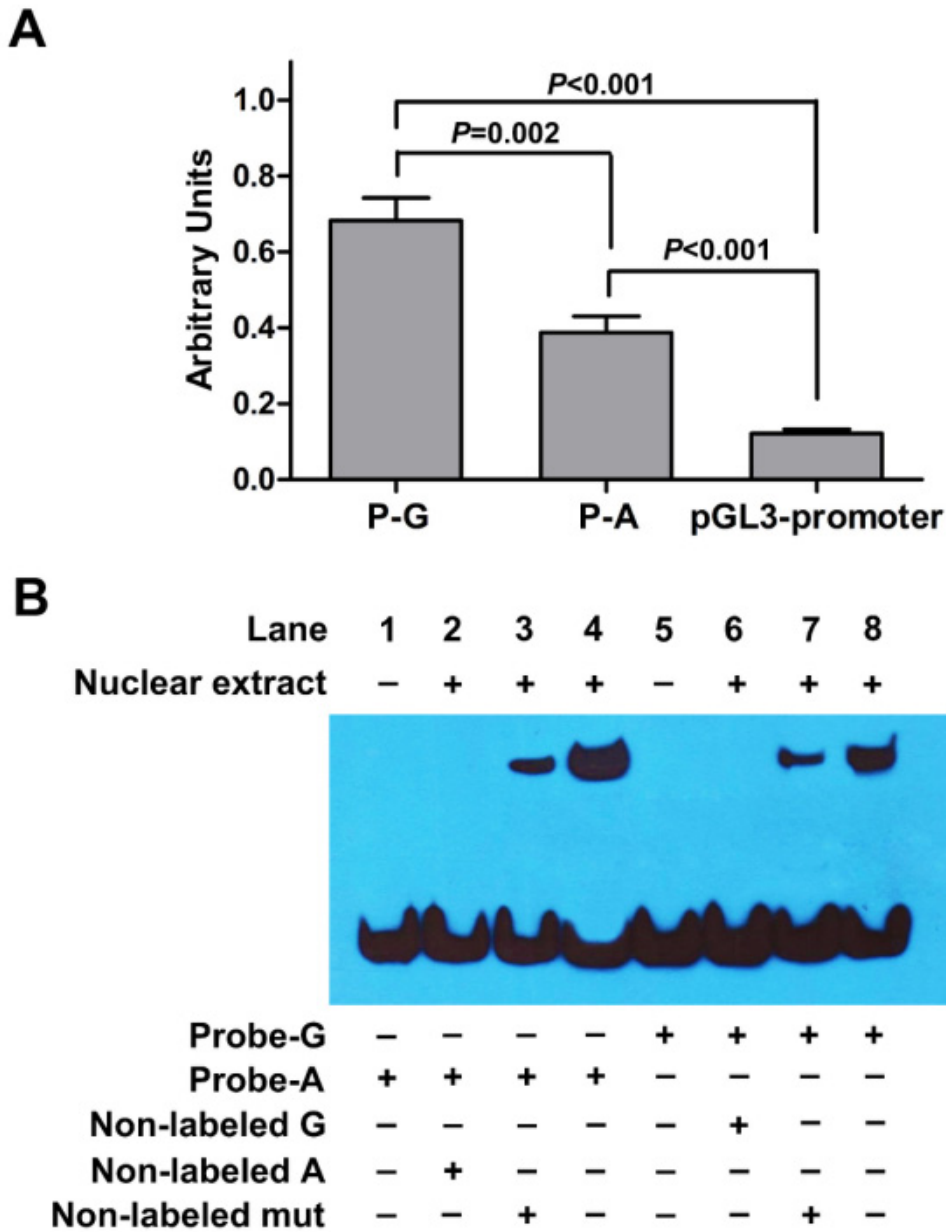 A
P<0.001
P=0.002
P<0.001
Arbitrary Units
1.0
0.8
0.6
0.4
0.2
0.0
P-G P-A pGL3-promoter
B
Lane 1 2 3 4 5 6 7 8
Nuclear extract – + + + – + + +
Probe-G – – – – + + + +
Probe-A + + + + – – – –
Non-labeled G – – – – – + – –
Non-labeled A – + – – – – – –
Non-labeled mut – – + – – – + –